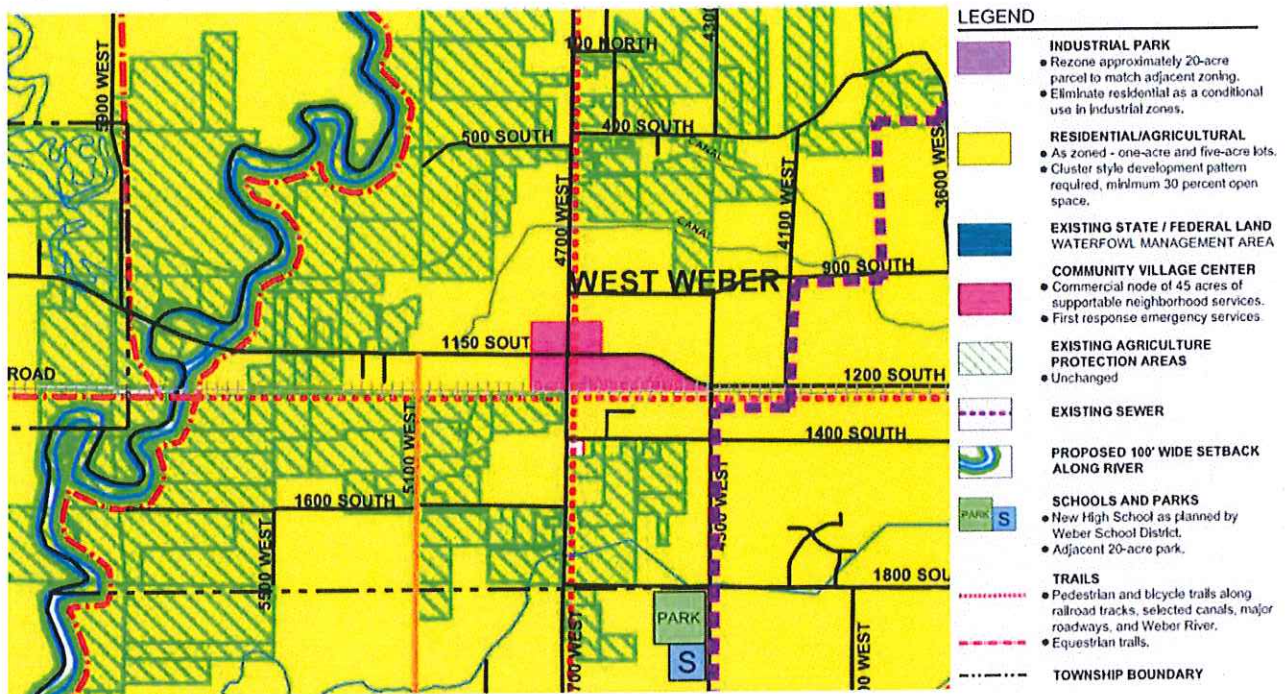 5900 WEST
100 NORTH
4300
500 SOUTH
400 SOUTH
CANAL
3600 WEST
4700 WEST
4100 WEST
CANAL
WEST WEBER
900 SOUTH
1150 SOUT
ROAD
1200 SOUTH
5100 WEST
1400 SOUTH
1600 SOUTH
4300 WEST
5500 WEST
1800 SOU
PARK
S
700 WEST
00 WEST
LEGEND
INDUSTRIAL PARK
● Rezone approximately 20-acre
parcel to match adjacent zoning.
● Eliminate residential as a conditional
use in industrial zones.
RESIDENTIAL/AGRICULTURAL
● As zoned - one-acre and five-acre lots.
● Cluster style development pattern
required, minimum 30 percent open
space.
EXISTING STATE / FEDERAL LAND
WATERFOWL MANAGEMENT AREA
COMMUNITY VILLAGE CENTER
● Commercial node of 45 acres of
supportable neighborhood services.
● First response emergency services.
EXISTING AGRICULTURE
PROTECTION AREAS
● Unchanged
EXISTING SEWER
PROPOSED 100' WIDE SETBACK
ALONG RIVER
PARK S
SCHOOLS AND PARKS
● New High School as planned by
Weber School District.
● Adjacent 20-acre park.
TRAILS
● Pedestrian and bicycle trails along
railroad tracks, selected canals, major
roadways, and Weber River.
● Equestrian trails.
TOWNSHIP BOUNDARY